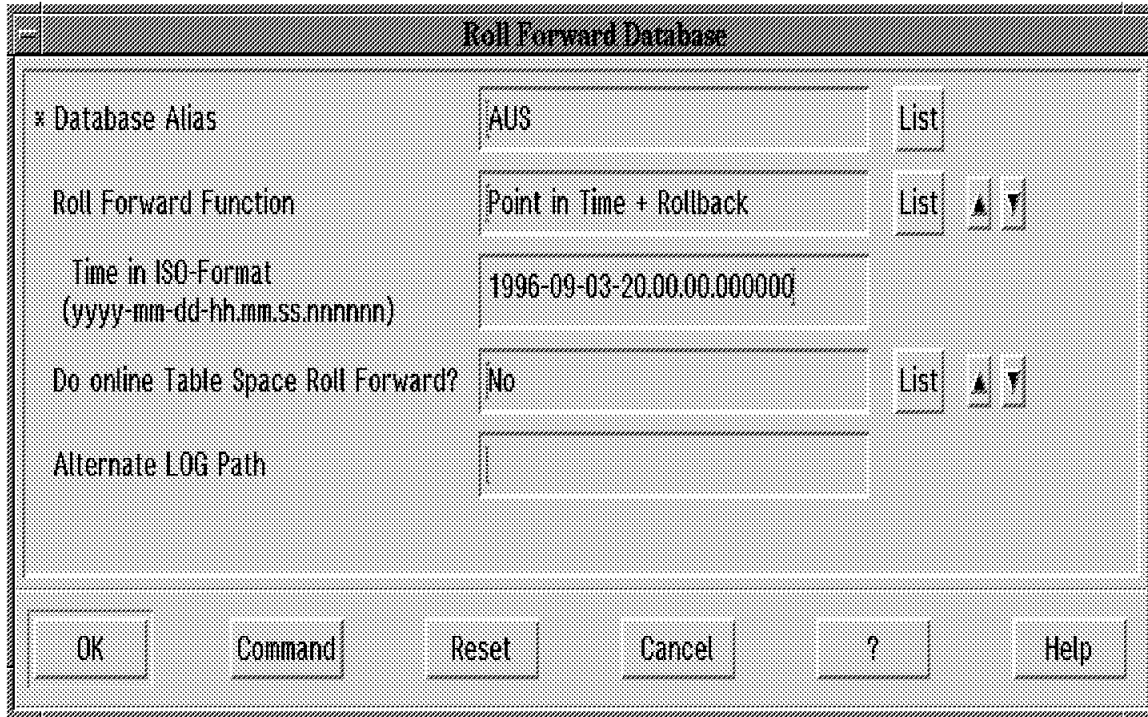 Roll Forward Database
* Database Alias AUS List
Roll Forward Function Point in Time + Rollback List
Time in ISO-Format
(yyyy-mm-dd-hh.mm.ss.nnnnnn) 1996-09-03-20.00.00.000000
Do online Table Space Roll Forward? No List
Alternate LOG Path
OK Command Reset Cancel ? Help